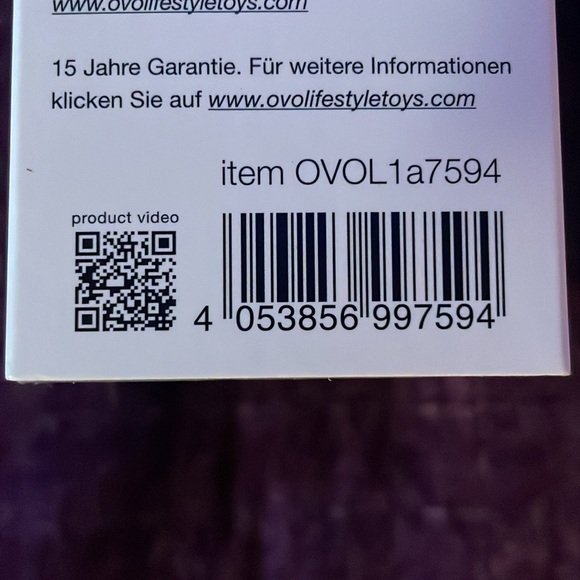 www.ovolifestyletoys.com
15 Jahre Garantie. Für weitere Informationen
klicken Sie auf www.ovolifestyletoys.com
item OVOL1a7594
product video
4 053856 997594